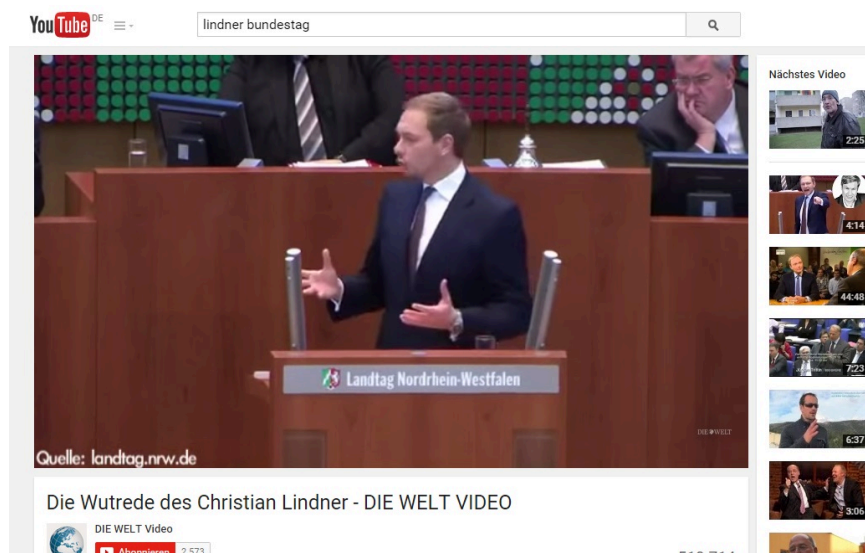 YouTube DE
lindner bundestag
Nächstes Video
2:25
4:14
44:48
7:23
6:37
3:06
Landtag Nordrhein-Westfalen
DIE WELT
Quelle: landtag.nrw.de
Die Wutrede des Christian Lindner - DIE WELT VIDEO
DIE WELT Video
Abonnieren 2.573